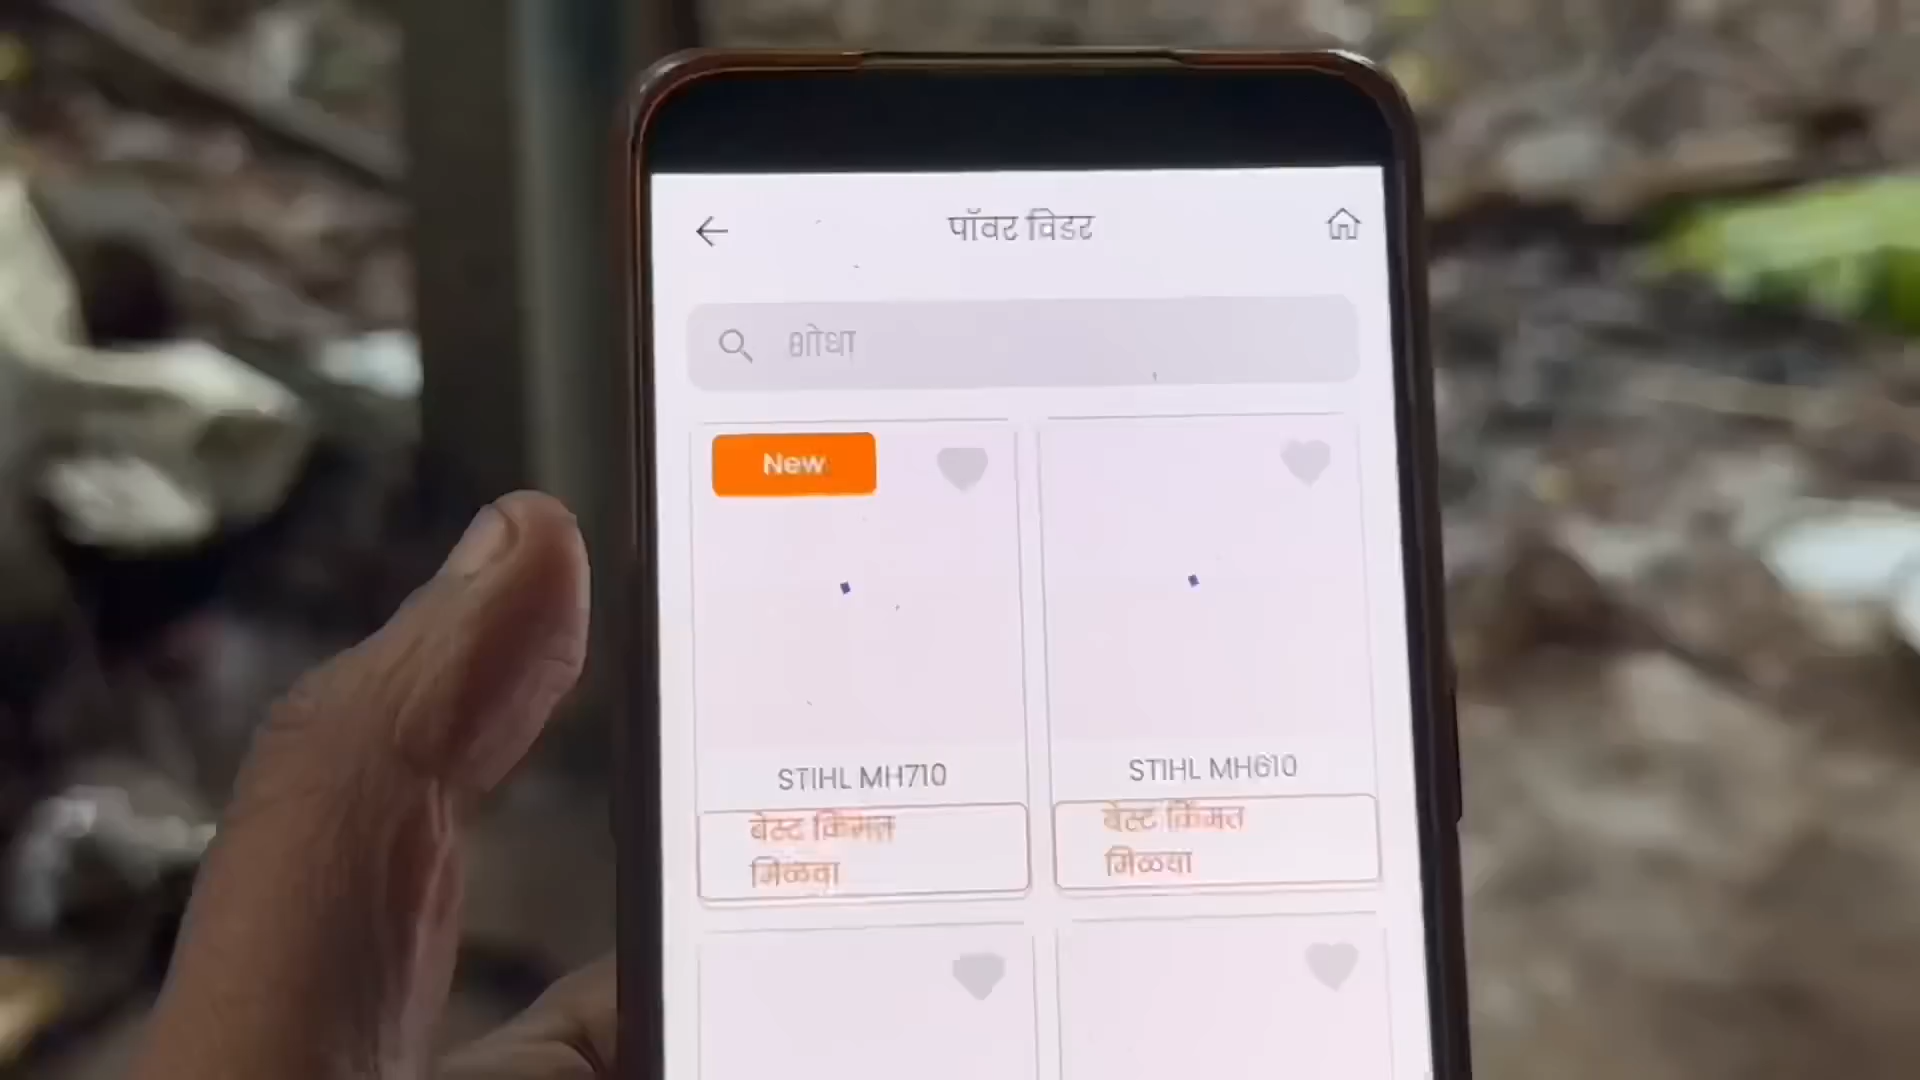 पॉवर विडर
शोधा
New
STIHL MH710
STIHL MH610
बेस्ट किंमत
मिळवा
बेस्ट किंमत
मिळवा